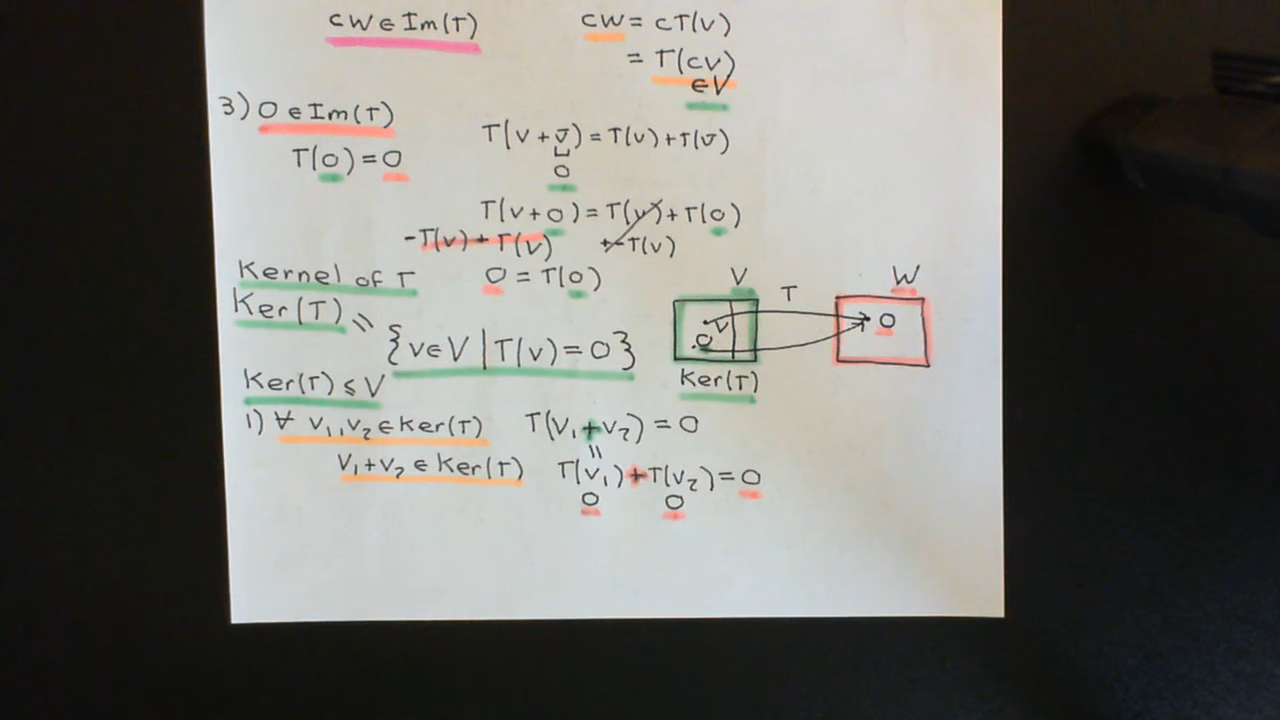 cw ∈ Im(T)
cw = cT(v)
= T(cv)
∈V
3) 0 ∈ Im(T)
T(0) = 0
T(v + v̄) = T(v) + T(v̄)
0
T(v+0) = T(v) + T(0)
-T(v) + T(v) + -T(v)
0 = T(0)
Kernel of T
Ker(T) =
{v∈V | T(v) = 0}
V T W
v 0
0
Ker(T)
Ker(T) ≤ V
1) ∀ v₁, v₂ ∈ Ker(T) T(v₁+v₂) = 0
=
v₁+v₂ ∈ Ker(T) T(v₁)+T(v₂) = 0
0 0